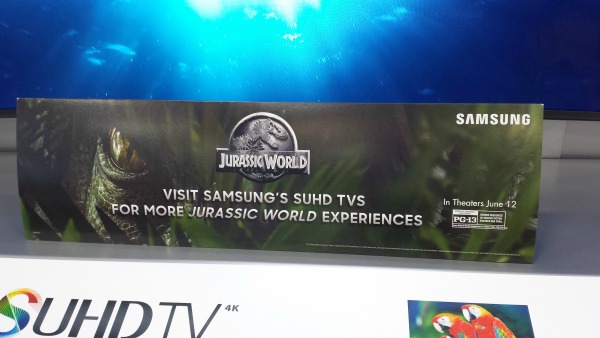 SAMSUNG
JURASSIC WORLD
VISIT SAMSUNG'S SUHD TVS
FOR MORE JURASSIC WORLD EXPERIENCES
In Theaters June 12
PG-13
SUHD TV 4K